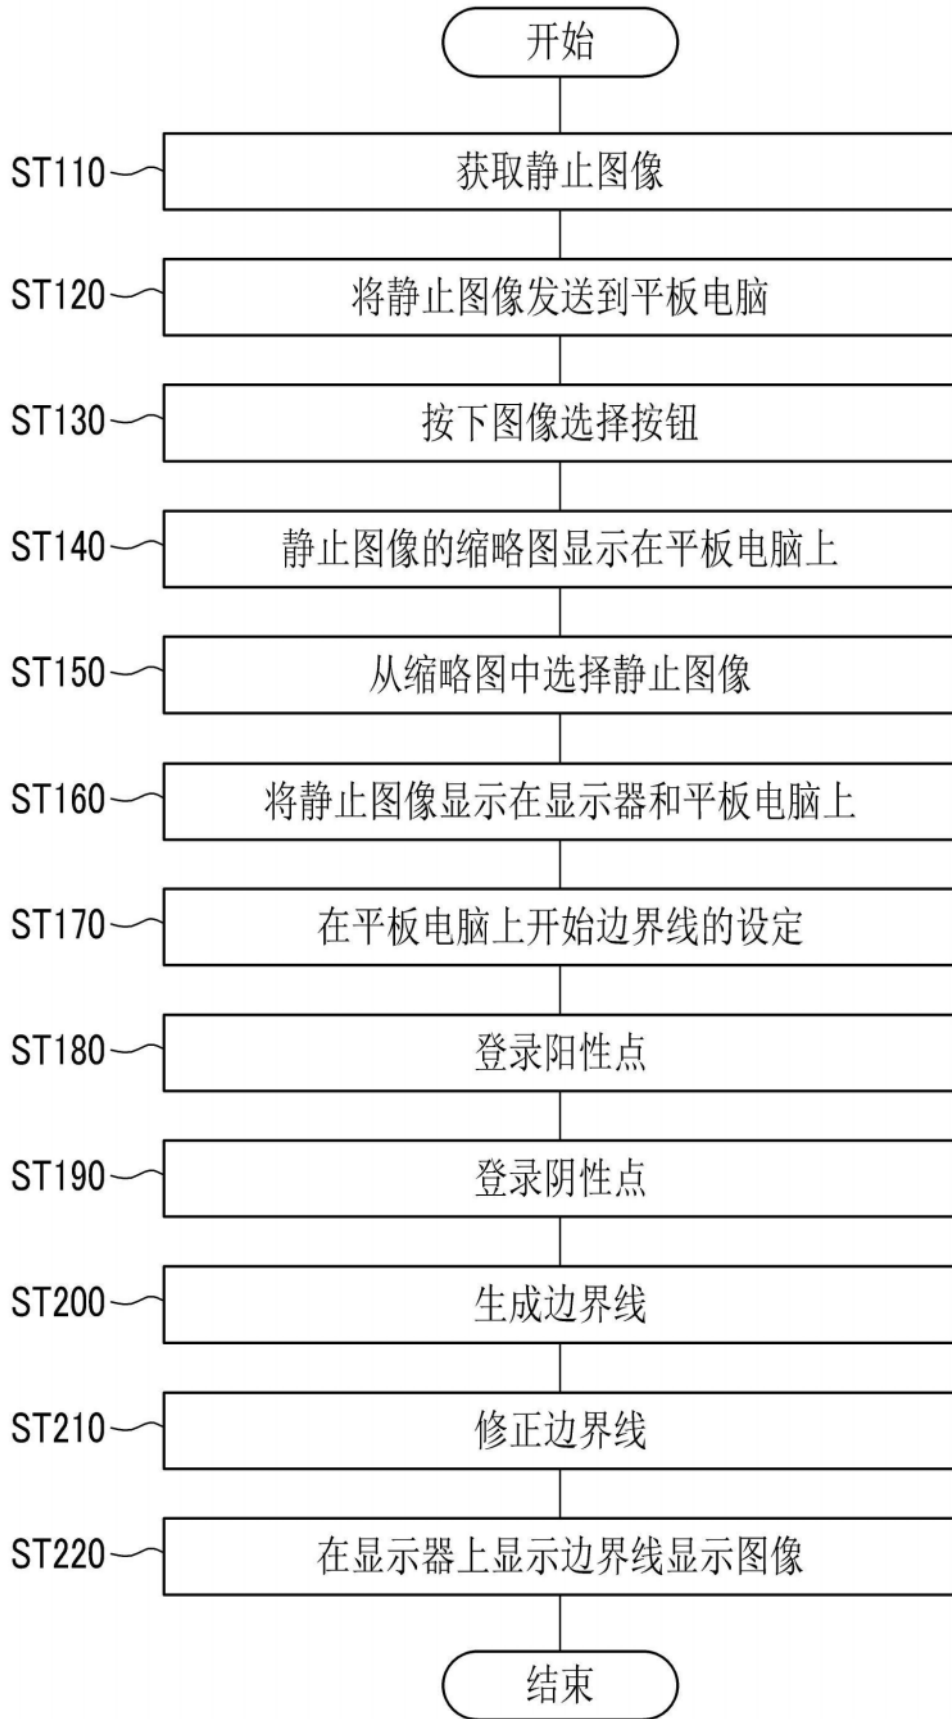 开始
ST110 获取静止图像
ST120 将静止图像发送到平板电脑
ST130 按下图像选择按钮
ST140 静止图像的缩略图显示在平板电脑上
ST150 从缩略图中选择静止图像
ST160 将静止图像显示在显示器和平板电脑上
ST170 在平板电脑上开始边界线的设定
ST180 登录阳性点
ST190 登录阴性点
ST200 生成边界线
ST210 修正边界线
ST220 在显示器上显示边界线显示图像
结束